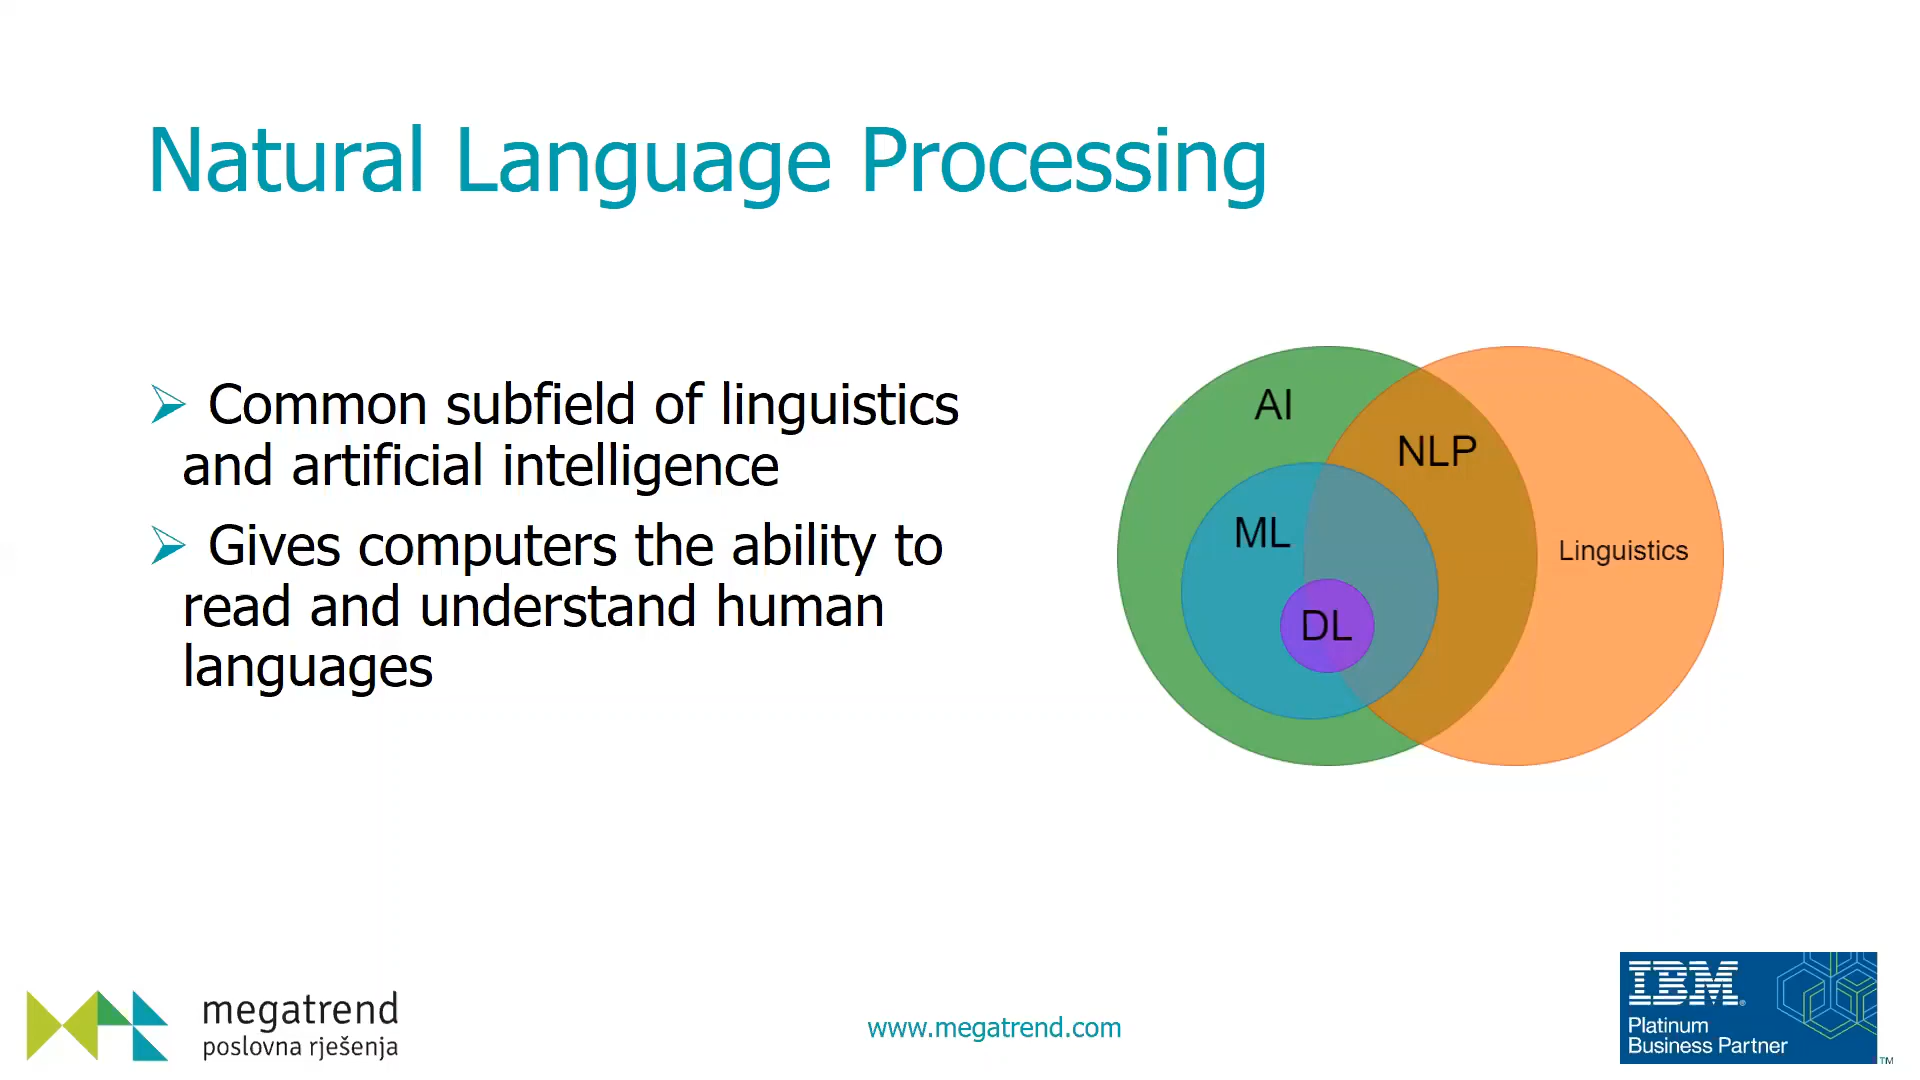 Natural Language Processing
➢ Common subfield of linguistics
and artificial intelligence
➢ Gives computers the ability to
read and understand human
languages
AI
NLP
ML
Linguistics
DL
megatrend
poslovna rješenja
www.megatrend.com
IBM®
Platinum
Business Partner
™